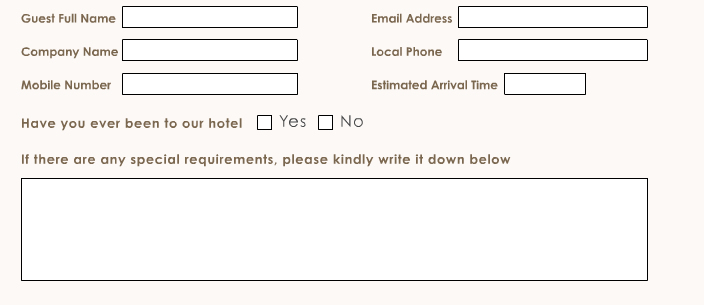 Guest Full Name Email Address
Company Name Local Phone
Mobile Number Estimated Arrival Time
Have you ever been to our hotel Yes No
If there are any special requirements, please kindly write it down below